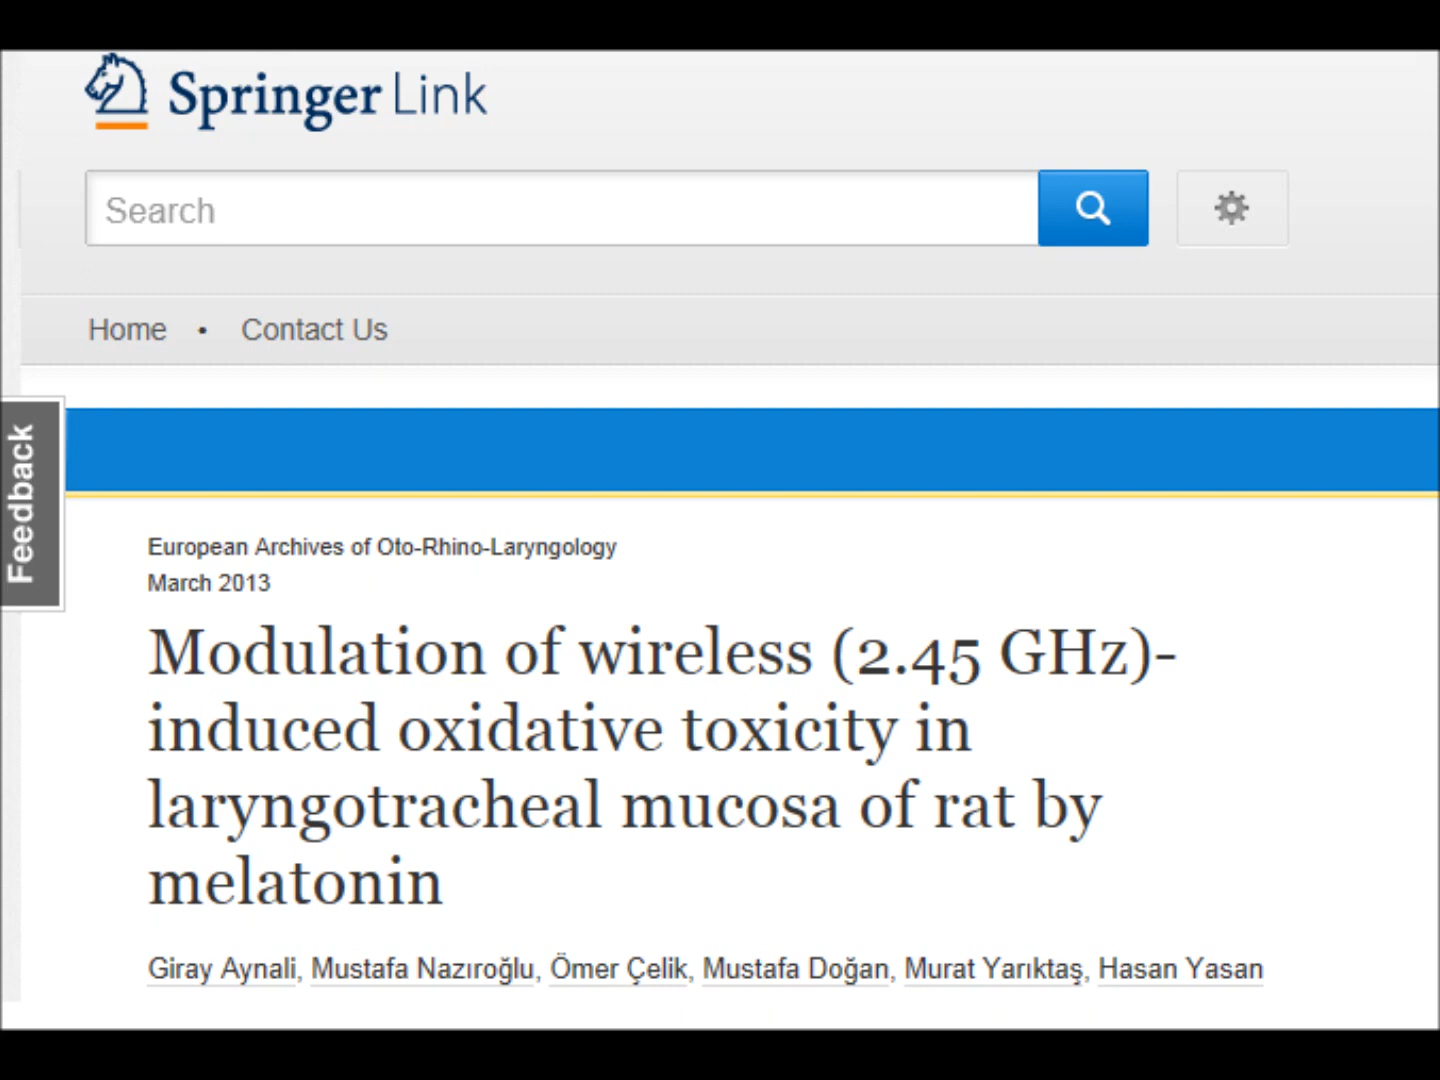 Springer Link
Search
Home • Contact Us
Feedback
European Archives of Oto-Rhino-Laryngology
March 2013
Modulation of wireless (2.45 GHz)-
induced oxidative toxicity in
laryngotracheal mucosa of rat by
melatonin
Giray Aynali, Mustafa Nazıroğlu, Ömer Çelik, Mustafa Doğan, Murat Yarıktaş, Hasan Yasan